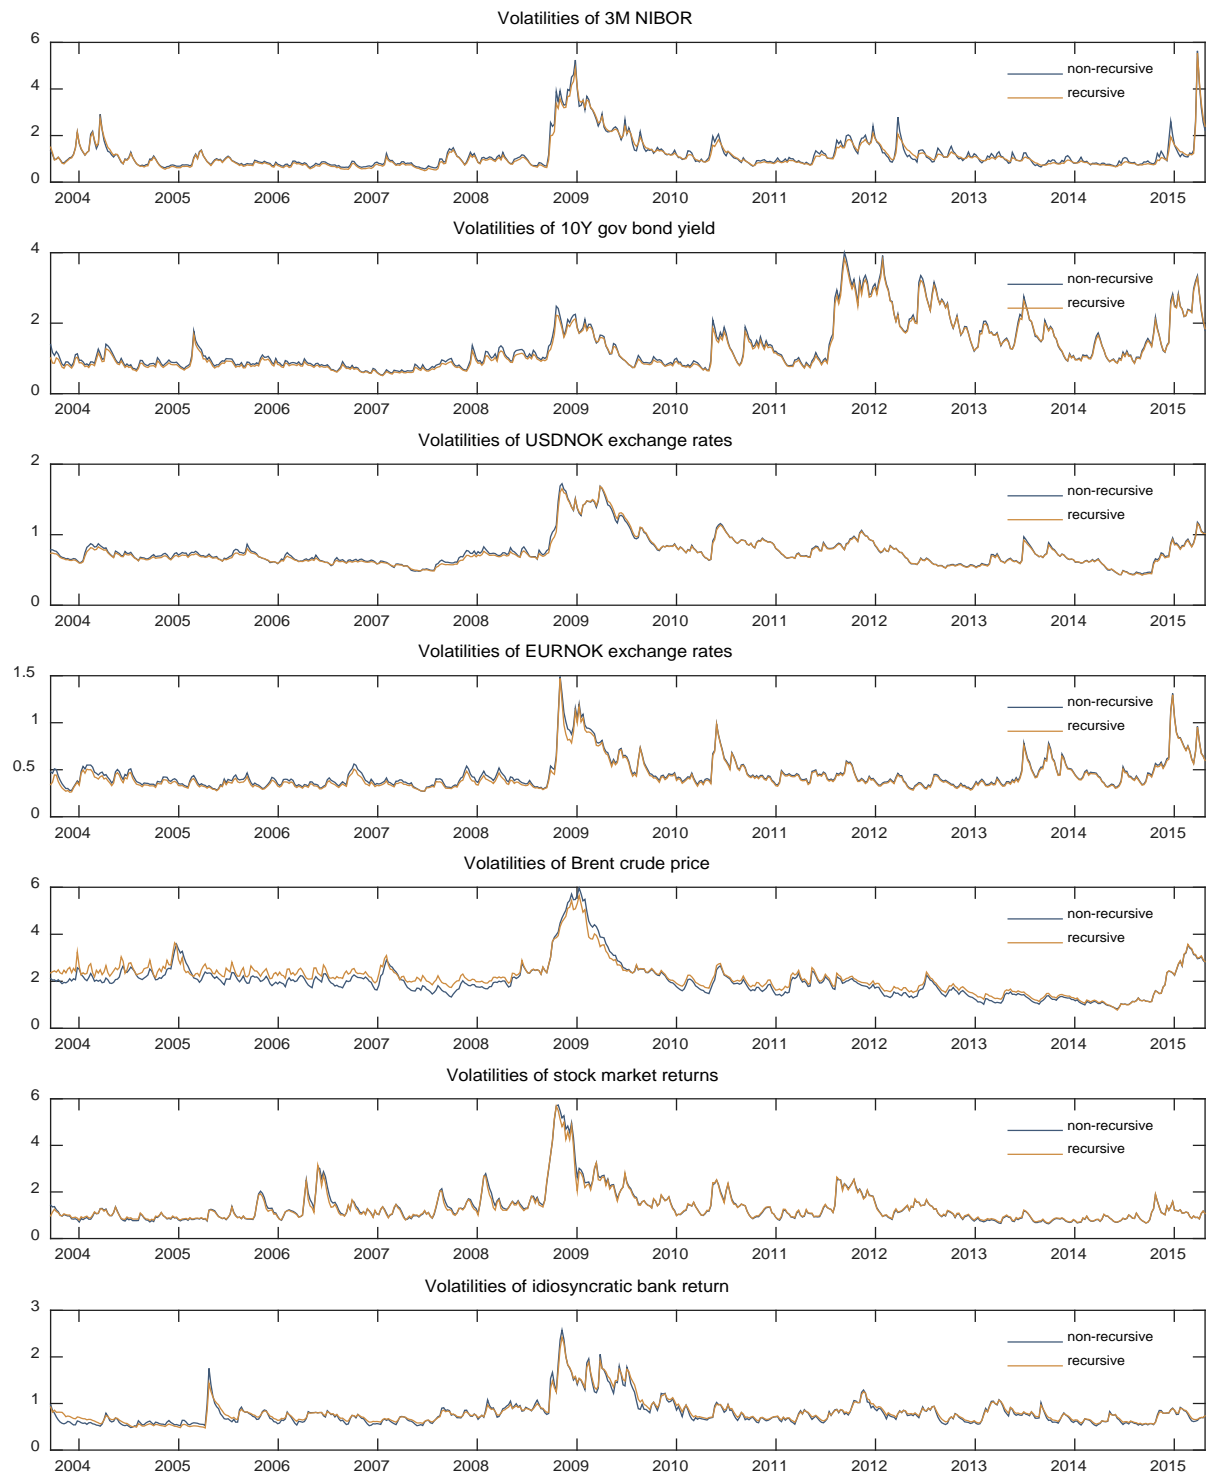 Volatilities of 3M NIBOR
6
4
2
0
non-recursive
recursive
2004 2005 2006 2007 2008 2009 2010 2011 2012 2013 2014 2015
Volatilities of 10Y gov bond yield
4
2
0
non-recursive
recursive
2004 2005 2006 2007 2008 2009 2010 2011 2012 2013 2014 2015
Volatilities of USDNOK exchange rates
2
1
0
non-recursive
recursive
2004 2005 2006 2007 2008 2009 2010 2011 2012 2013 2014 2015
Volatilities of EURNOK exchange rates
1.5
1
0.5
0
non-recursive
recursive
2004 2005 2006 2007 2008 2009 2010 2011 2012 2013 2014 2015
Volatilities of Brent crude price
6
4
2
0
non-recursive
recursive
2004 2005 2006 2007 2008 2009 2010 2011 2012 2013 2014 2015
Volatilities of stock market returns
6
4
2
0
non-recursive
recursive
2004 2005 2006 2007 2008 2009 2010 2011 2012 2013 2014 2015
Volatilities of idiosyncratic bank return
3
2
1
0
non-recursive
recursive
2004 2005 2006 2007 2008 2009 2010 2011 2012 2013 2014 2015